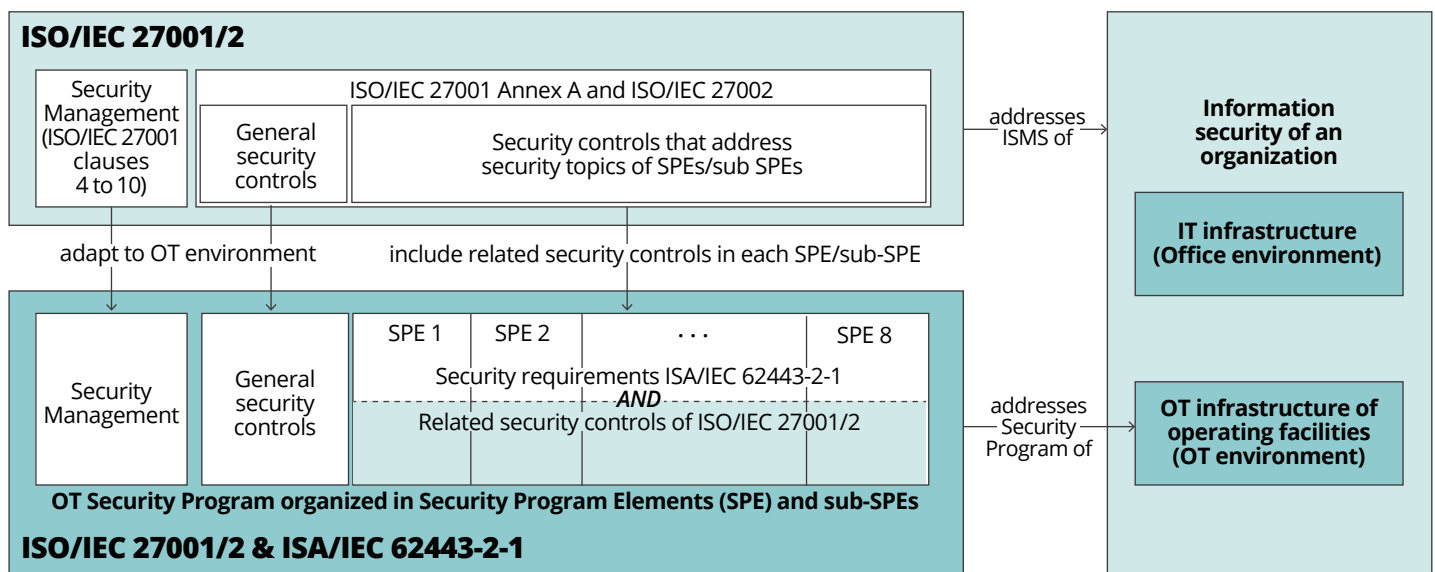 ISO/IEC 27001/2
Security
Management
(ISO/IEC 27001
clauses
4 to 10)
ISO/IEC 27001 Annex A and ISO/IEC 27002
General
security
controls
Security controls that address
security topics of SPEs/sub SPEs
addresses
ISMS of
Information
security of an
organization
IT infrastructure
(Office environment)
adapt to OT environment
include related security controls in each SPE/sub-SPE
Security
Management
General
security
controls
SPE 1
SPE 2
. . .
SPE 8
Security requirements ISA/IEC 62443-2-1
AND
Related security controls of ISO/IEC 27001/2
OT Security Program organized in Security Program Elements (SPE) and sub-SPEs
ISO/IEC 27001/2 & ISA/IEC 62443-2-1
addresses
Security
Program of
OT infrastructure of
operating facilities
(OT environment)